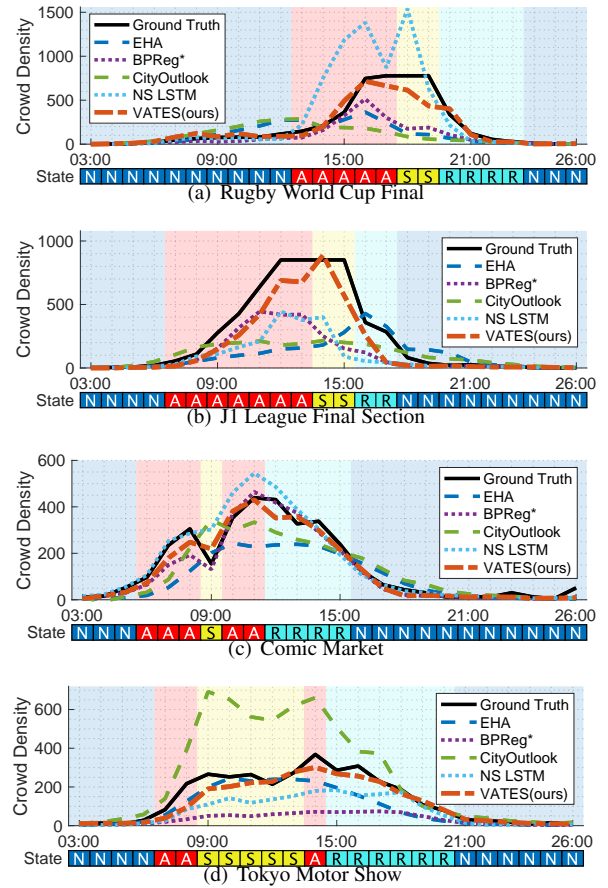 1500
1000
500
0
Crowd Density
Ground Truth
EHA
BPReg*
CityOutlook
NS LSTM
VATES(ours)
03:00 09:00 15:00 21:00 26:00
State N N N N N N N N N N A A A A A S S R R R R N N N
(a) Rugby World Cup Final
1000
500
0
Crowd Density
Ground Truth
EHA
BPReg*
CityOutlook
NS LSTM
VATES(ours)
03:00 09:00 15:00 21:00 26:00
State N N N N A A A A A A A S S R R N N N N N N N N N
(b) J1 League Final Section
600
400
200
0
Crowd Density
Ground Truth
EHA
BPReg*
CityOutlook
NS LSTM
VATES(ours)
03:00 09:00 15:00 21:00 26:00
State N N N A A A S A A R R R R N N N N N N N N N N N
(c) Comic Market
600
400
200
0
Crowd Density
Ground Truth
EHA
BPReg*
CityOutlook
NS LSTM
VATES(ours)
03:00 09:00 15:00 21:00 26:00
State N N N N A A S S S S S A R R R R R R N N N N N N
(d) Tokyo Motor Show